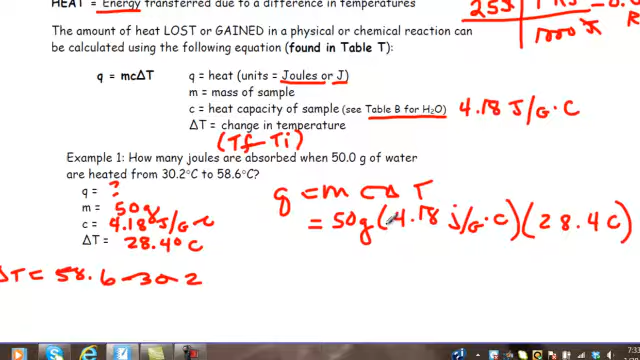 HEAT = Energy transferred due to a difference in temperatures
25
The amount of heat LOST or GAINED in a physical or chemical reaction can
be calculated using the following equation (found in Table T).
1000 J
q = mcΔT q = heat (units = Joules or J)
m = mass of sample
c = heat capacity of sample (see Table B for H₂O) 4.18 J/G·C
ΔT = change in temperature
(Tf - Ti)
Example 1: How many joules are absorbed when 50.0 g of water
are heated from 30.2°C to 58.6°C?
q = ?
m = 50g
c = 4.18 J/G·C
ΔT = 28.4°C
ΔT = 58.6 - 30.2
q = m c Δ T
= 50g (4.18 j/G·C) (28.4 C)
7:33